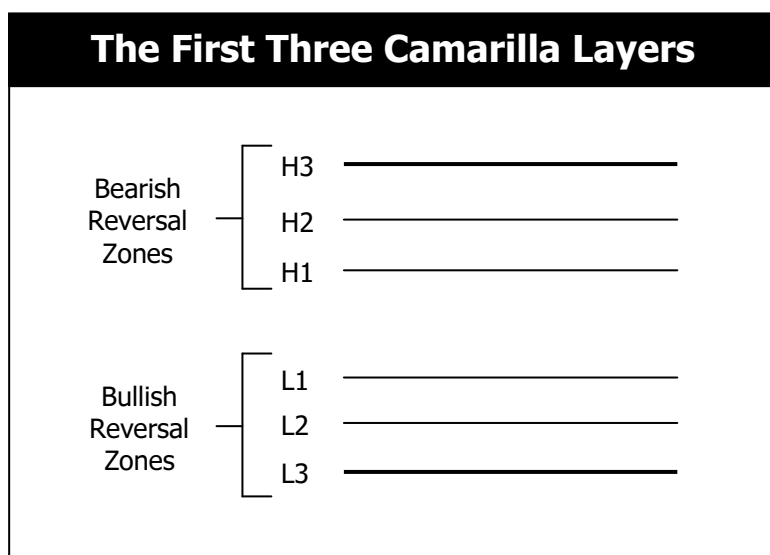 The First Three Camarilla Layers
Bearish
Reversal
Zones
H3
H2
H1
Bullish
Reversal
Zones
L1
L2
L3